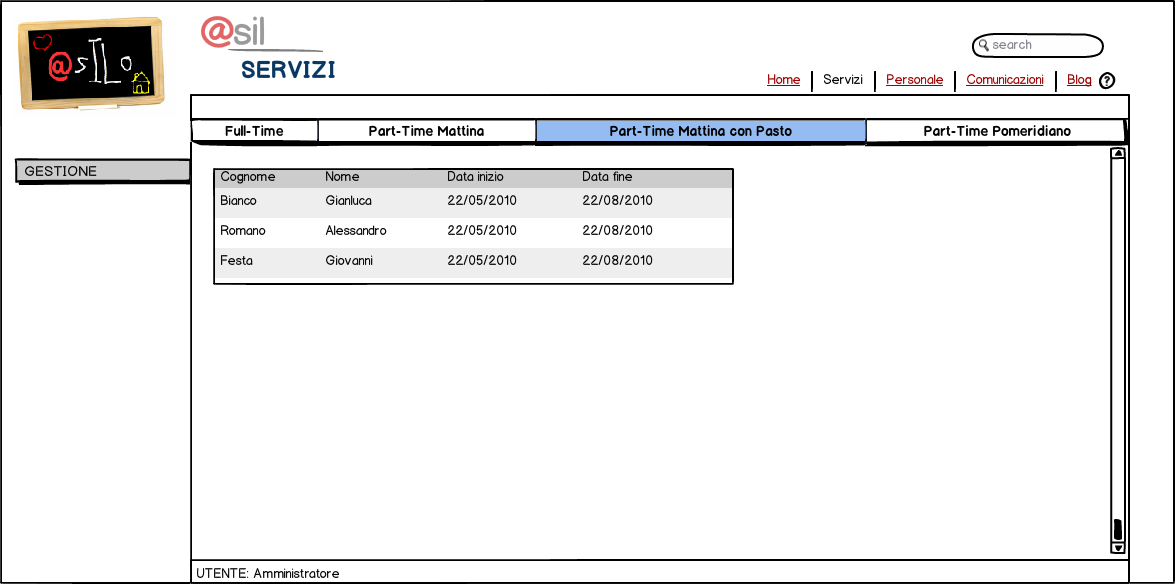 @sILo
@sil
SERVIZI
search
Home Servizi Personale Comunicazioni Blog ?
Full-Time Part-Time Mattina Part-Time Mattina con Pasto Part-Time Pomeridiano
GESTIONE
Cognome Nome Data inizio Data fine
Bianco Gianluca 22/05/2010 22/08/2010
Romano Alessandro 22/05/2010 22/08/2010
Festa Giovanni 22/05/2010 22/08/2010
UTENTE: Amministratore